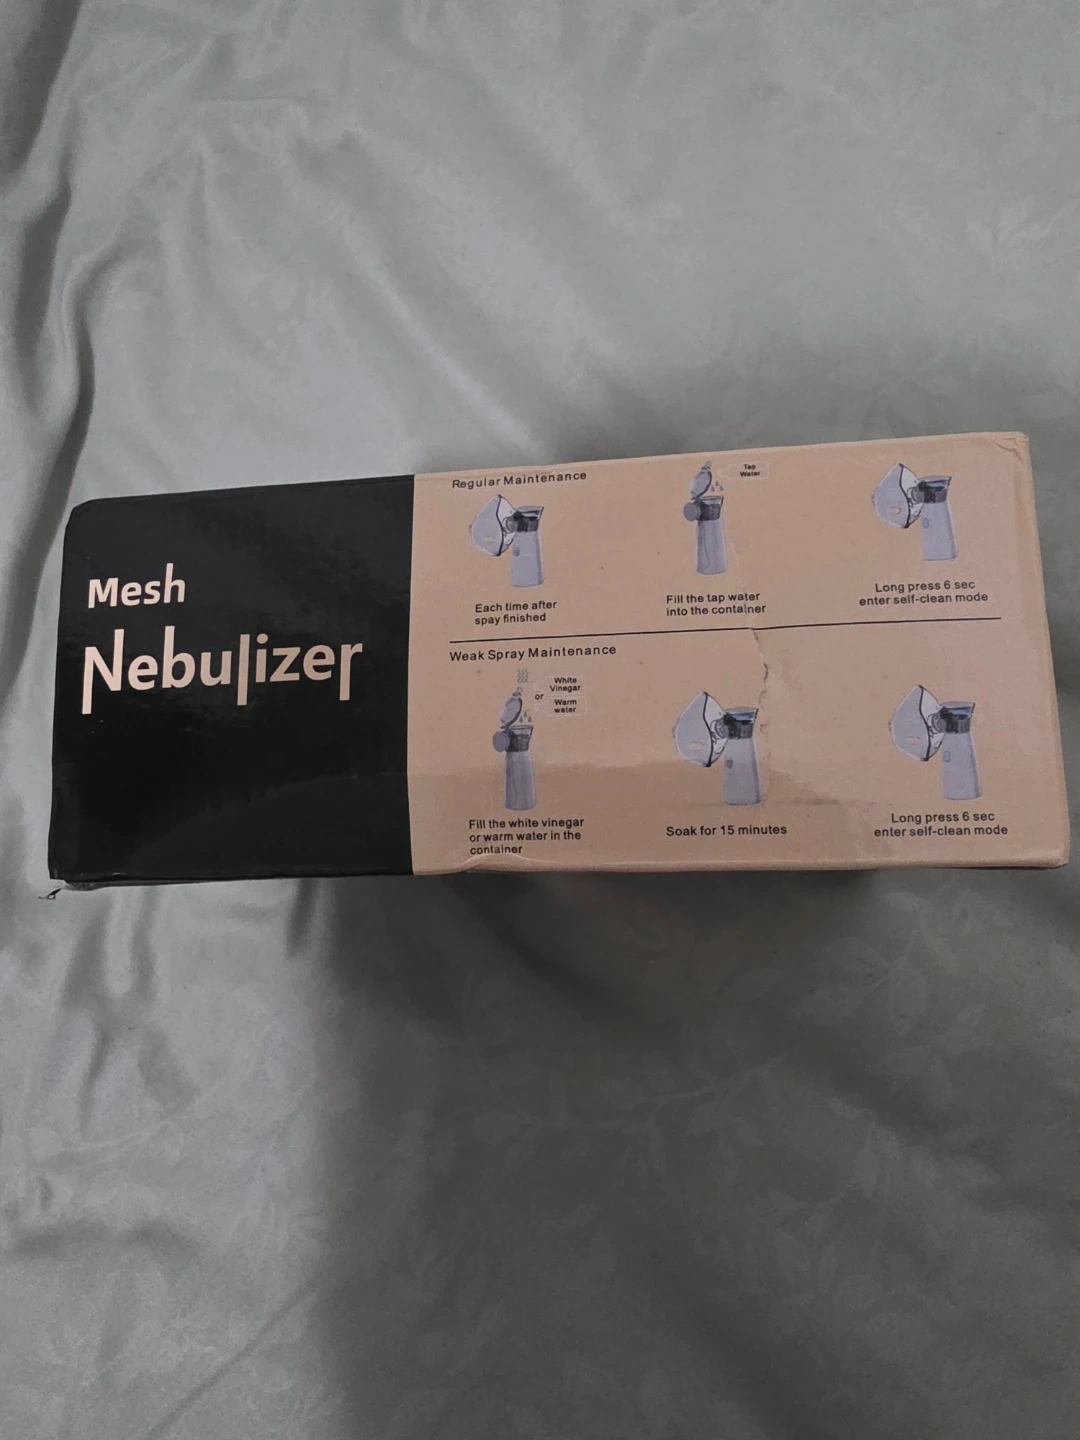 Mesh
Nebulizer
Regular Maintenance
Tap
Water
Each time after
spay finished
Fill the tap water
into the container
Long press 6 sec
enter self-clean mode
Weak Spray Maintenance
or
White
Vinegar
Warm
water
Fill the white vinegar
or warm water in the
container
Soak for 15 minutes
Long press 6 sec
enter self-clean mode